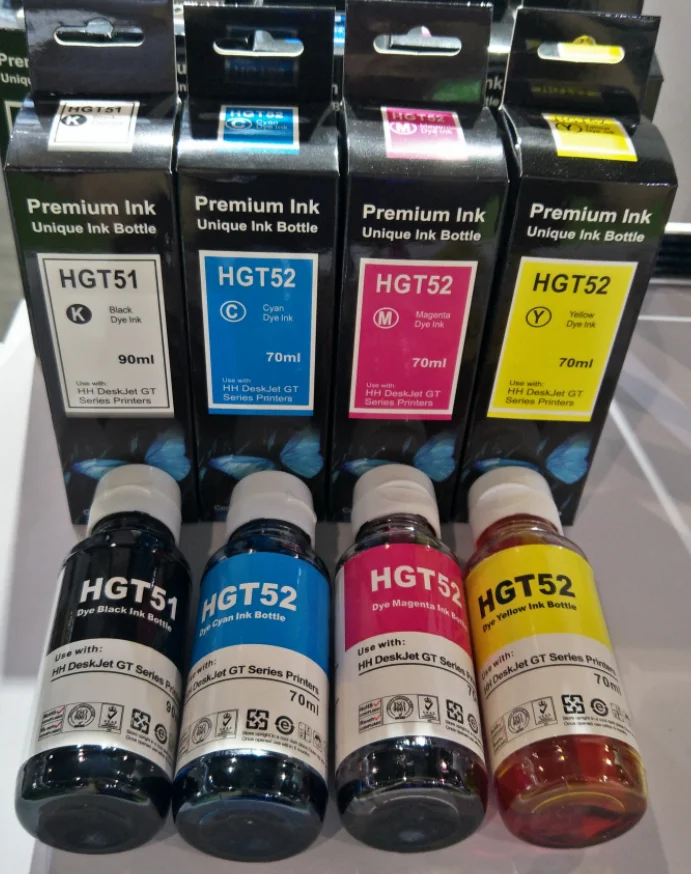 HGT51
K
HGT52
C Cyan
Dye Ink
HGT52
M
Y
Premium Ink
Unique Ink Bottle
HGT51
K Black
Dye Ink
90ml
Use with:
HH DeskJet GT
Series Printers
Premium Ink
Unique Ink Bottle
HGT52
C Cyan
Dye Ink
70ml
Use with:
HH DeskJet GT
Series Printers
Premium Ink
Unique Ink Bottle
HGT52
M Magenta
Dye Ink
70ml
Use with:
HH DeskJet GT
Series Printers
Premium Ink
Unique Ink Bottle
HGT52
Y Yellow
Dye Ink
70ml
Use with:
HH DeskJet GT
Series Printers
HGT51
Dye Black Ink Bottle
Use with:
HH DeskJet GT Series
HGT52
Dye Cyan Ink Bottle
with:
HH DeskJet GT Series Printers
70ml
HGT52
Dye Magenta Ink Bottle
Use with:
HH DeskJet GT Series Prin
HGT52
Dye Yellow Ink Bottle
Use with:
HH DeskJet GT Series Printers
70ml